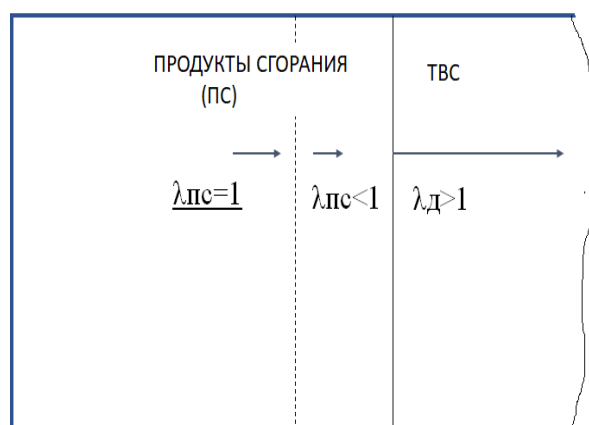 ПРОДУКТЫ СГОРАНИЯ
(ПС)
ТВС
λпс=1
λпс<1
λд>1